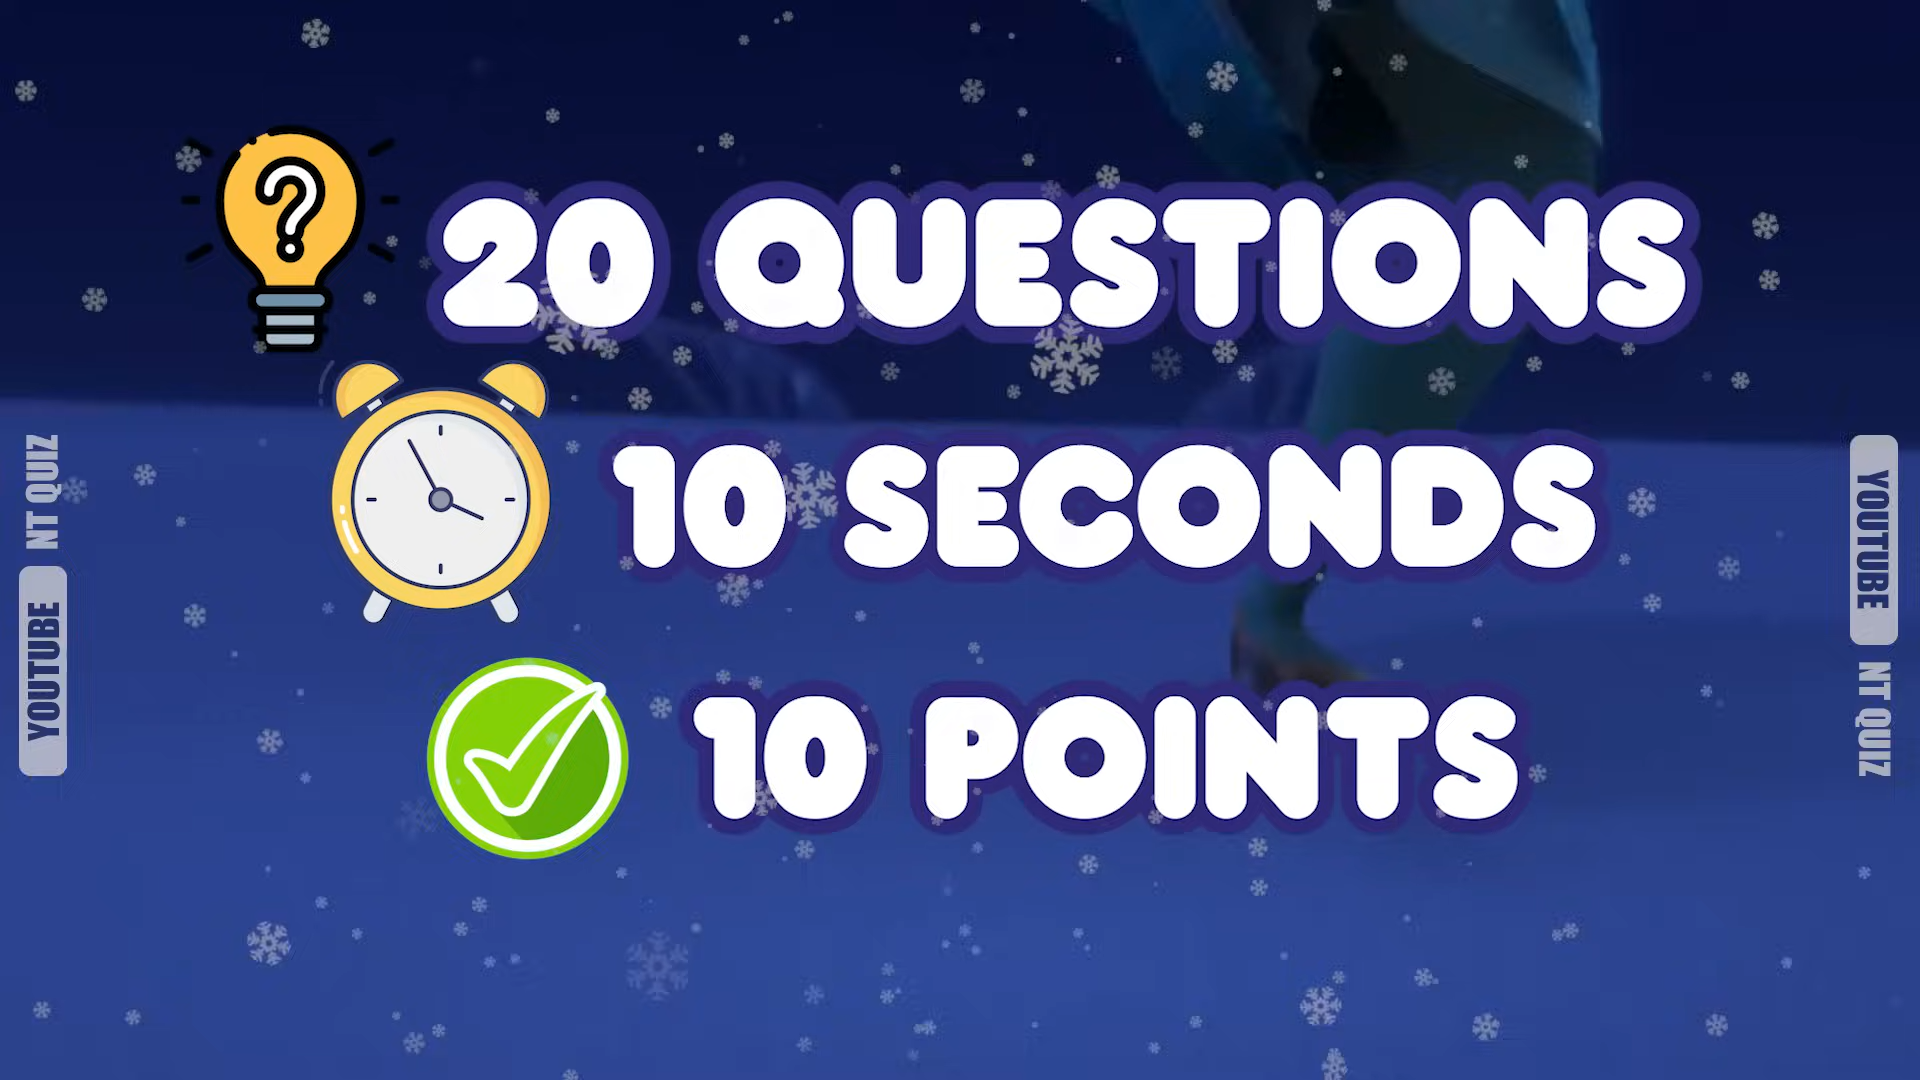 ?
20 QUESTIONS
10 SECONDS
10 POINTS
YOUTUBE NT QUIZ
YOUTUBE NT QUIZ